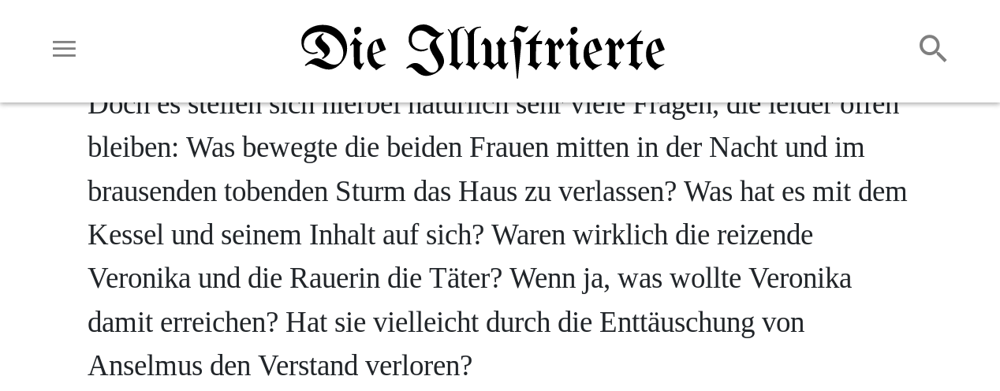 Die Illustrierte
Doch es stellen sich hierbei natürlich sehr viele Fragen, die leider offen
bleiben: Was bewegte die beiden Frauen mitten in der Nacht und im
brausenden tobenden Sturm das Haus zu verlassen? Was hat es mit dem
Kessel und seinem Inhalt auf sich? Waren wirklich die reizende
Veronika und die Rauerin die Täter? Wenn ja, was wollte Veronika
damit erreichen? Hat sie vielleicht durch die Enttäuschung von
Anselmus den Verstand verloren?